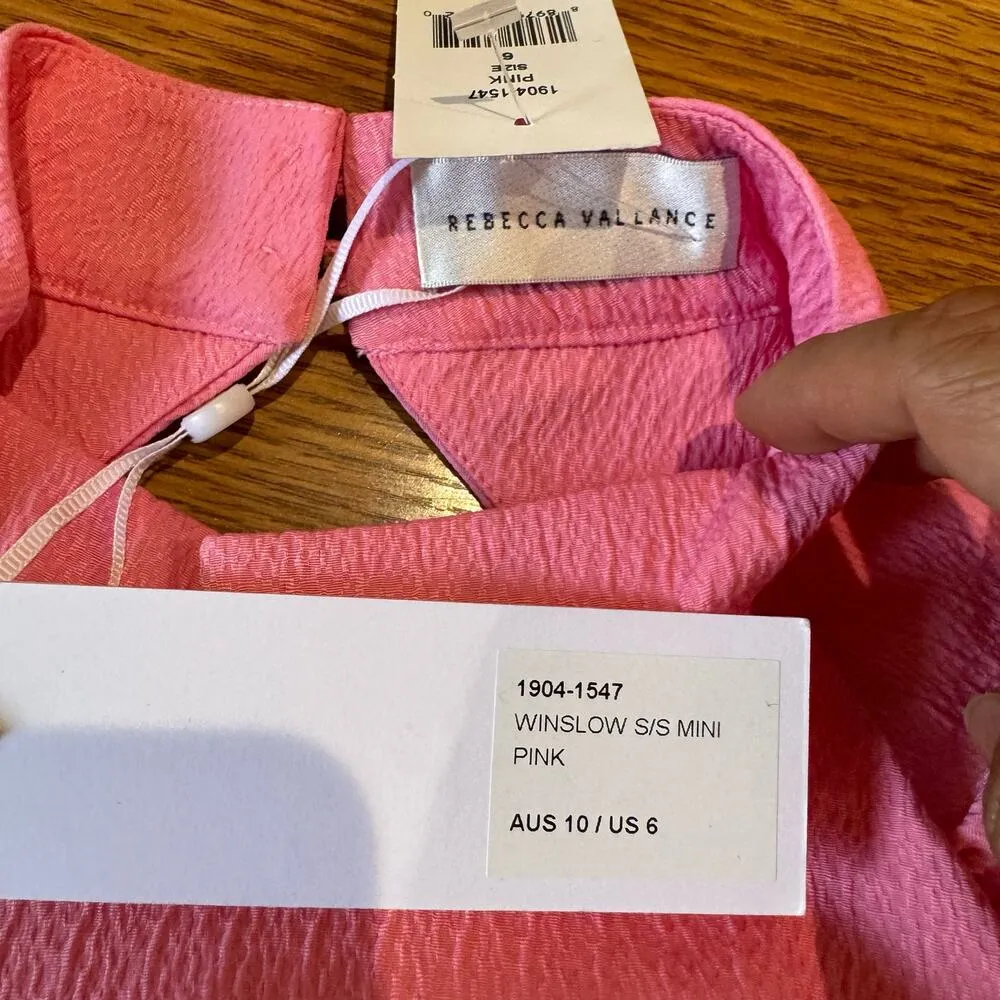 6
SIZE
PINK
1904-1547
REBECCA VALLANCE
1904-1547
WINSLOW S/S MINI
PINK
AUS 10 / US 6